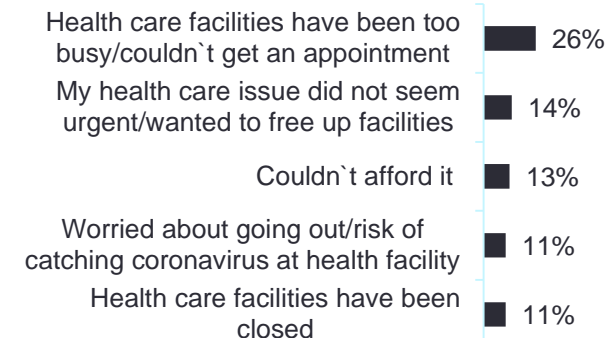 Health care facilities have been too
busy/couldn`t get an appointment
26%
My health care issue did not seem
urgent/wanted to free up facilities
14%
Couldn`t afford it
13%
Worried about going out/risk of
catching coronavirus at health facility
11%
Health care facilities have been
closed
11%